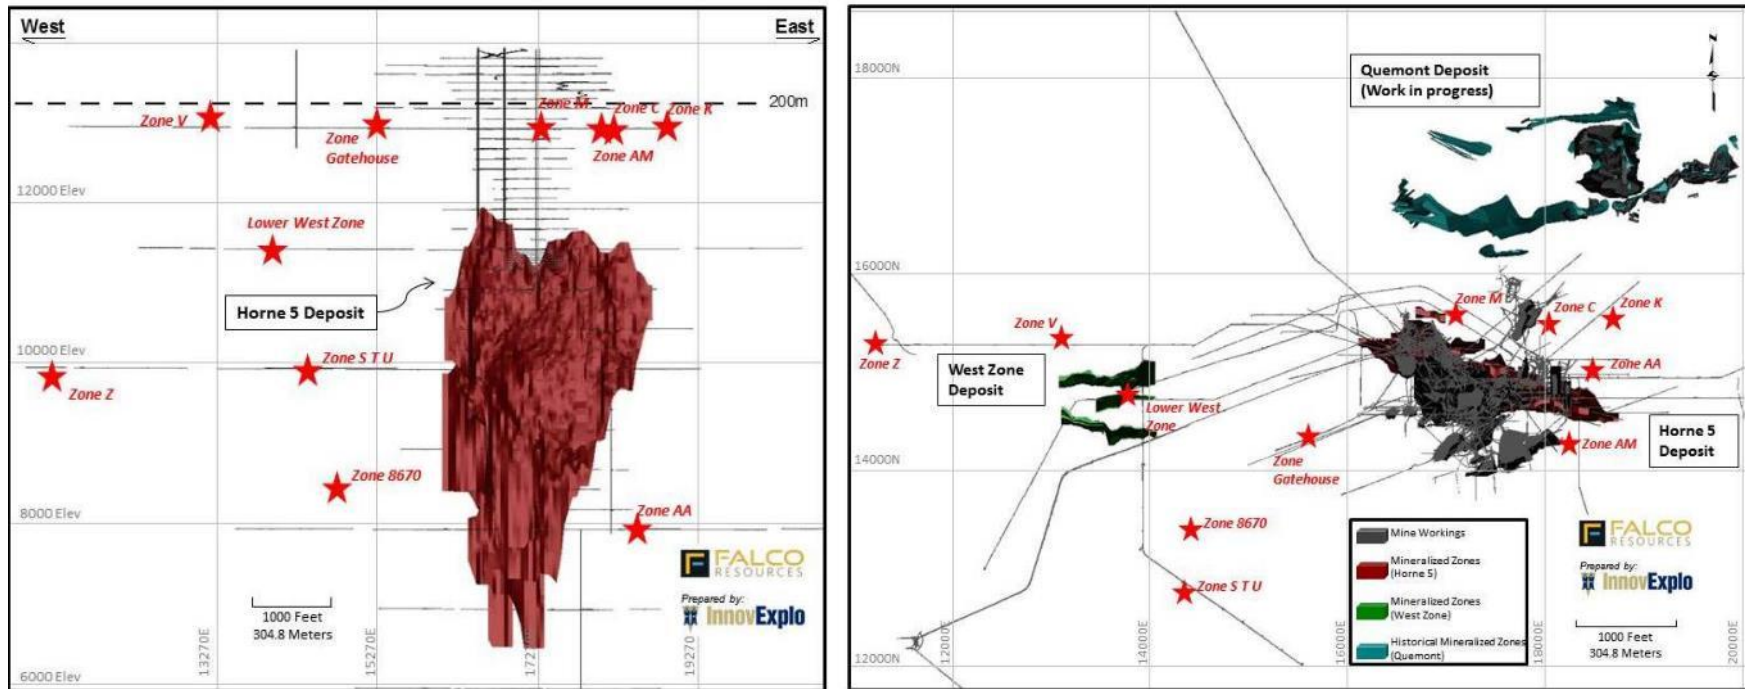 West
East
200m
Zone V
Zone
Gatehouse
Zone M
Zone C
Zone K
Zone AM
12000 Elev
Lower West Zone
Horne 5 Deposit
10000 Elev
Zone S T U
Zone Z
Zone 8670
8000 Elev
Zone AA
FALCO
RESOURCES
Prepared by:
InnovExplo
1000 Feet
304.8 Meters
13270E
15270E
1727
19270
6000 Elev
18000N
Quemont Deposit
(Work in progress)
N
16000N
Zone M
Zone C
Zone K
Zone V
Zone Z
West Zone
Deposit
Zone AA
Lower West
Zone
Horne 5
Deposit
Zone AM
14000N
Zone
Gatehouse
Zone 8670
Zone S T U
Mine Workings
Mineralized Zones
(Horne 5)
Mineralized Zones
(West Zone)
Historical Mineralized Zones
(Quemont)
FALCO
RESOURCES
Prepared by:
InnovExplo
1000 Feet
304.8 Meters
12000N
12000E
14000E
16000E
18000E
20000E